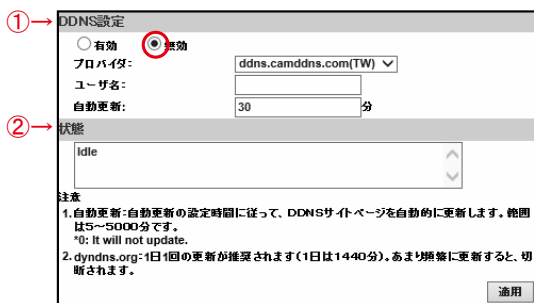 ①→ DDNS設定
有効 無効
プロバイダ: ddns.camddns.com(TW)
ユーザ名:
自動更新: 30 分
②→ 状態
Idle
注意
1.自動更新:自動更新の設定時間に従って、DDNSサイトページを自動的に更新します。範囲
は5~5000分です。
*0: It will not update.
2.dyndns.org:1日1回の更新が推奨されます(1日は1440分)。あまり頻繁に更新すると、切
断されます。
適用